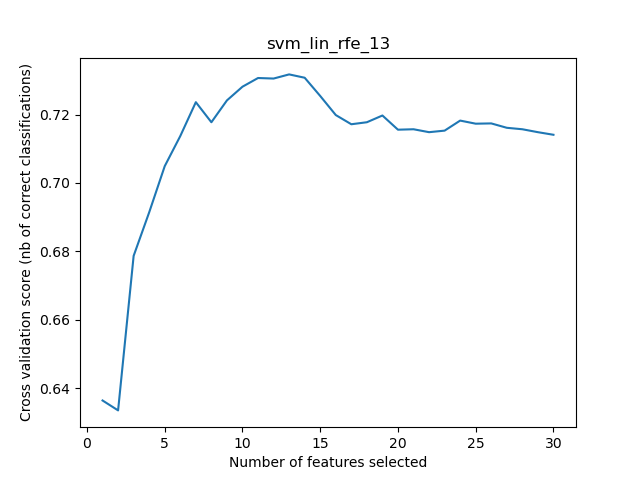 svm_lin_rfe_13
Cross validation score (nb of correct classifications)
0.72
0.70
0.68
0.66
0.64
0 5 10 15 20 25 30
Number of features selected